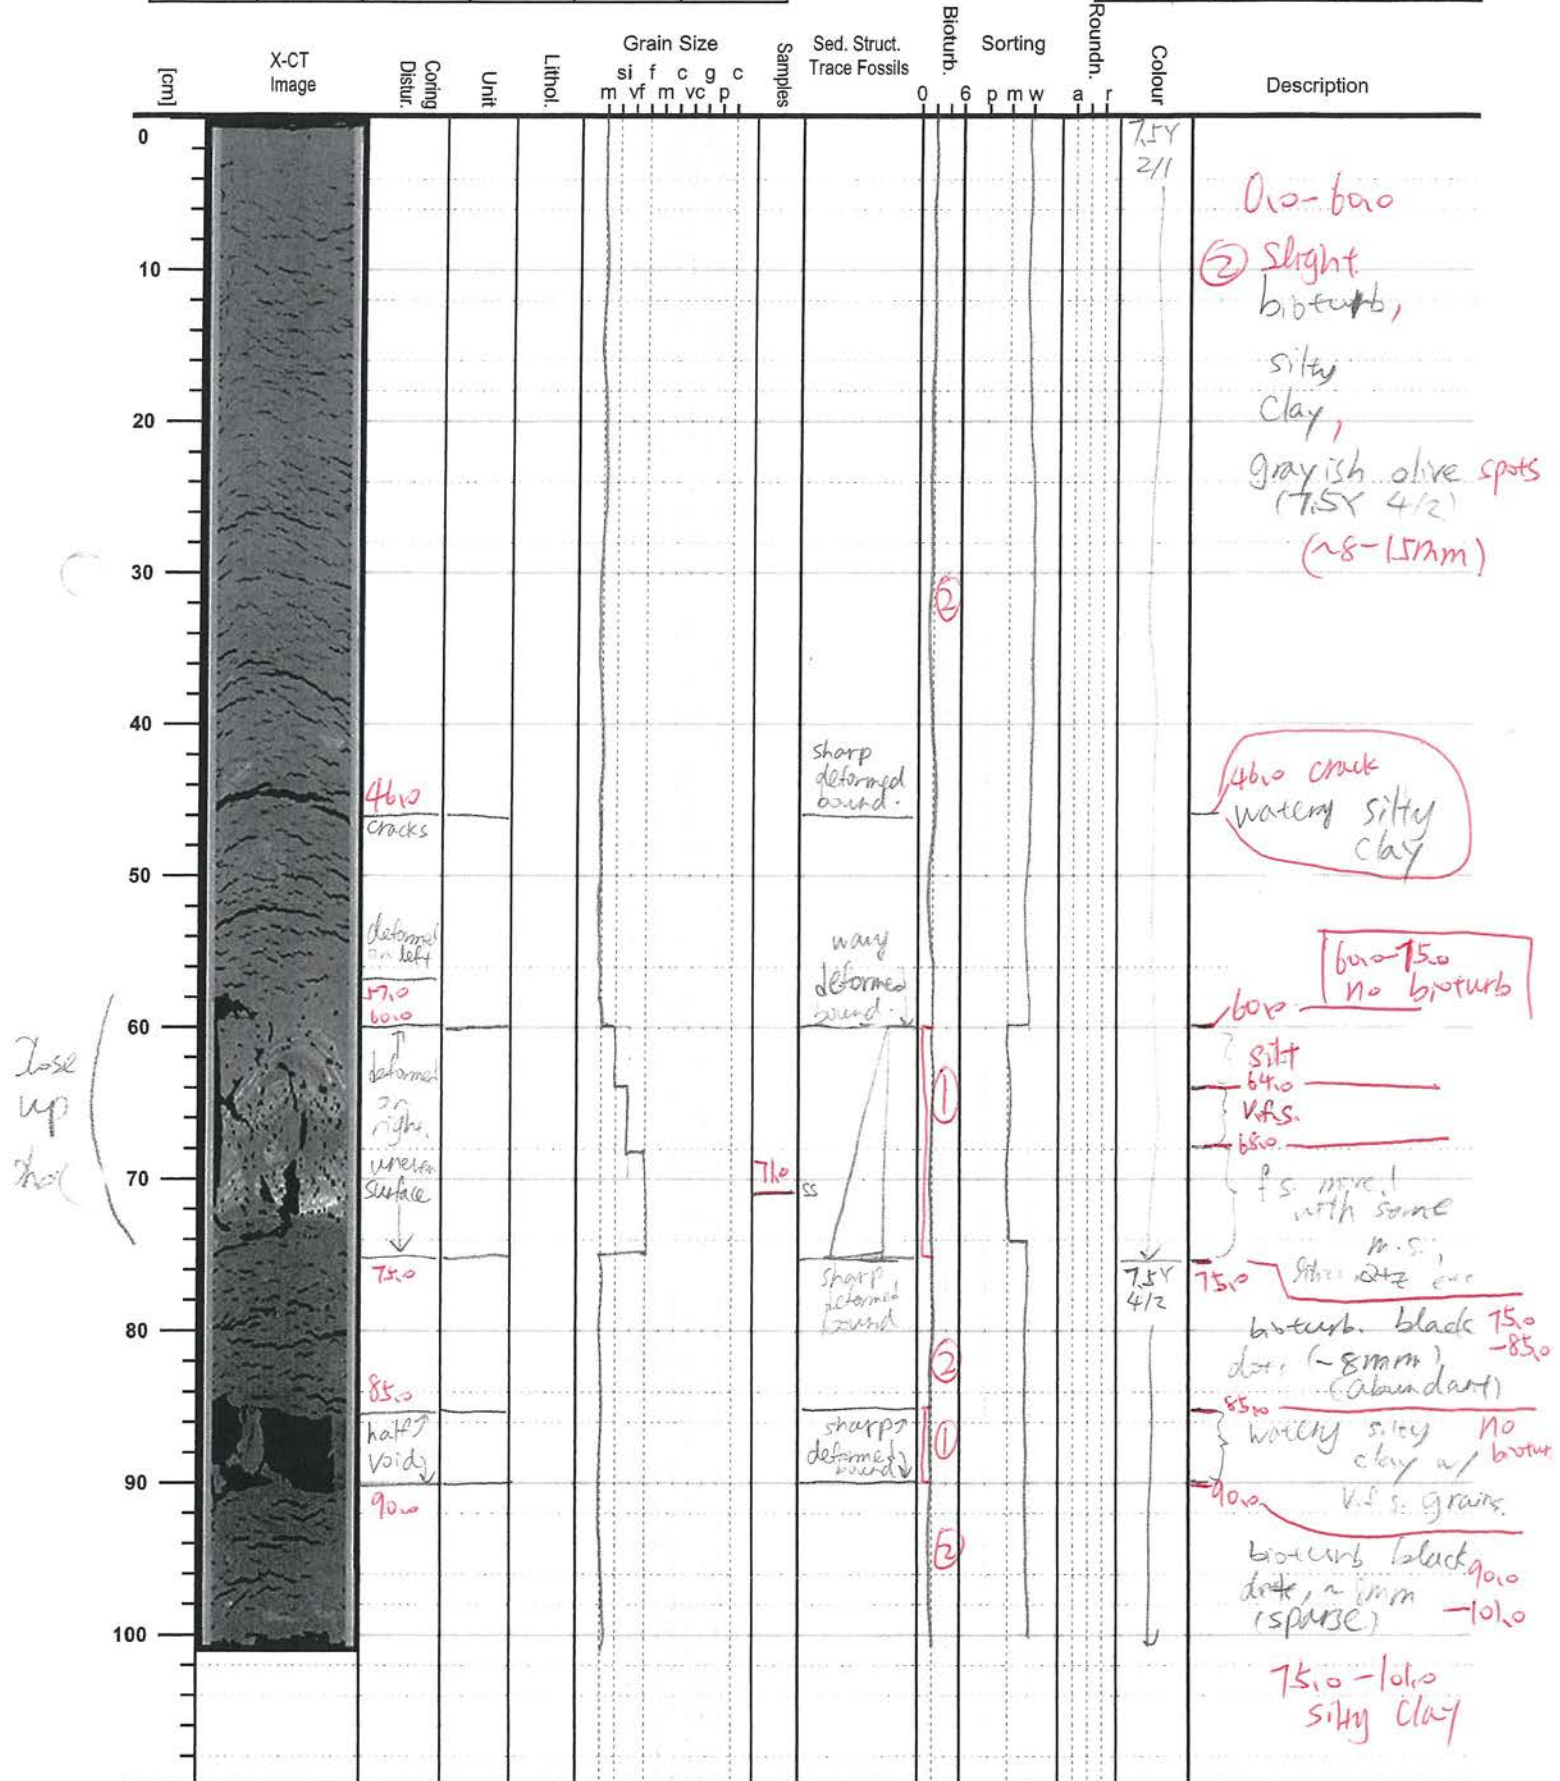 [cm]
X-CT
Image
Coring
Distur.
Unit
Lithol.
Grain Size
si f c g c
m vf m vc p
Samples
Sed. Struct.
Trace Fossils
Bioturb.
0 6
Sorting
p m w
Roundn.
a r
Colour
Description
0
10
20
30
40
50
60
70
80
90
100
Close
up
46.0
cracks
deformed
on left
57.0
60.0
deformed
on
right,
uneven
surface
75.0
85.0
half
void
90.0
71.0
ss
sharp
deformed
bound.
wavy
deformed
bound.
sharp
deformed
bound
sharp
deformed
bound
2
1
2
1
2
7.5Y
2/1
7.5Y
4/2
0.0-60.0
2 Slight
bioturb,
silty
clay,
grayish olive spots
(7.5Y 4/2)
(~8-15mm)
46.0 crack
watery silty
clay
60.0-75.0
no bioturb
60.0
Silt
64.0
V.f.s.
68.0
f.s. mixed
with some
m.s.,
75.0
bioturb. black 75.0
dots (~8mm) -85.0
(abundant)
85.0
watery silty no
clay w/ biotur
90.0 v.f.s. grains
bioturb black 90.0
mm -101.0
(sparse)
75.0-101.0
silty clay